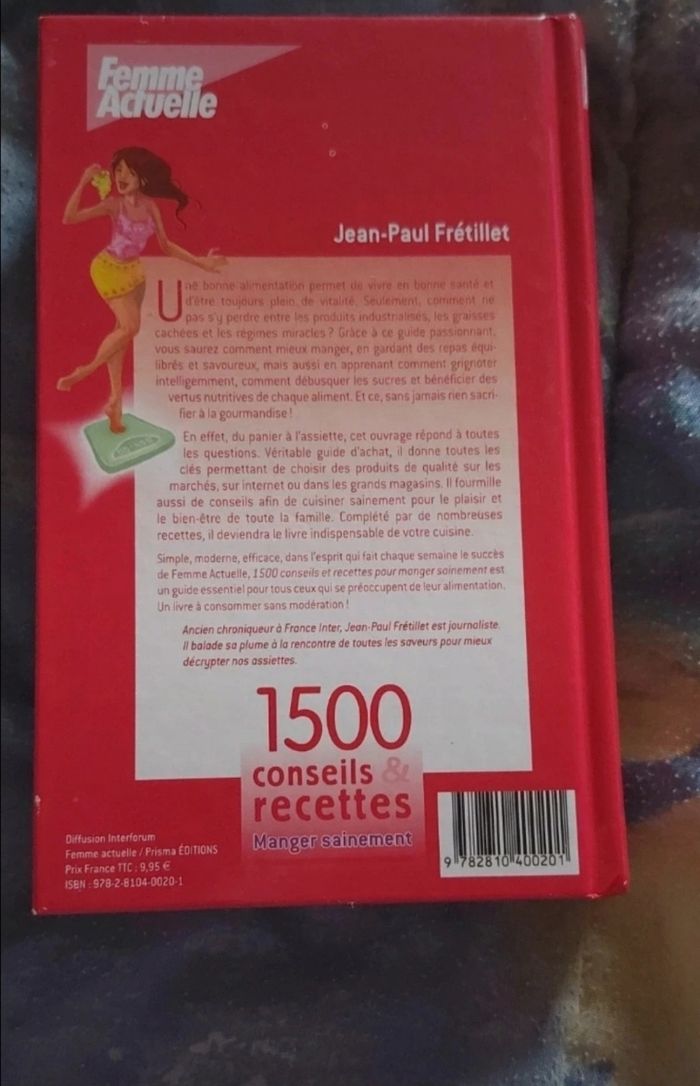 Femme
Actuelle
Jean-Paul Frétillet
Une bonne alimentation permet de vivre en bonne santé et
d'être toujours plein de vitalité. Seulement, comment ne
pas s'y perdre entre les produits industrialisés, les graisses
cachées et les régimes miracles ? Grâce à ce guide passionnant,
vous saurez comment mieux manger, en gardant des repas équi-
librés et savoureux, mais aussi en apprenant comment grignoter
intelligemment, comment débusquer les sucres et bénéficier des
vertus nutritives de chaque aliment. Et ce, sans jamais rien sacri-
fier à la gourmandise !
En effet, du panier à l'assiette, cet ouvrage répond à toutes
les questions. Véritable guide d'achat, il donne toutes les
clés permettant de choisir des produits de qualité sur les
marchés, sur internet ou dans les grands magasins. Il fourmille
aussi de conseils afin de cuisiner sainement pour le plaisir et
le bien-être de toute la famille. Complété par de nombreuses
recettes, il deviendra le livre indispensable de votre cuisine.
Simple, moderne, efficace, dans l'esprit qui fait chaque semaine le succès
de Femme Actuelle, 1500 conseils et recettes pour manger sainement est
un guide essentiel pour tous ceux qui se préoccupent de leur alimentation.
Un livre à consommer sans modération !
Ancien chroniqueur à France Inter, Jean-Paul Frétillet est journaliste.
Il balade sa plume à la rencontre de toutes les saveurs pour mieux
décrypter nos assiettes.
1500
conseils &
recettes
Manger sainement
Diffusion Interforum
Femme actuelle / Prisma ÉDITIONS
Prix France TTC : 9,95 €
ISBN : 978-2-8104-0020-1
9 782810 400201